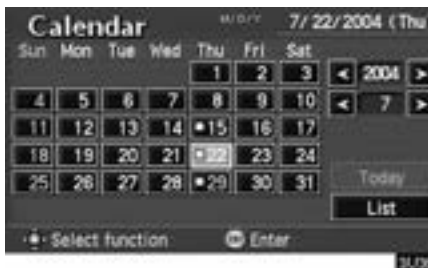 Calendar M/D/Y 7/22/2004 (Thu
Sun Mon Tue Wed Thu Fri Sat
1 2 3 < 2004 >
4 5 6 7 8 9 10 < 7 >
11 12 13 14 15 16 17
18 19 20 21 22 23 24
25 26 27 28 29 30 31
Today
List
Select function Enter